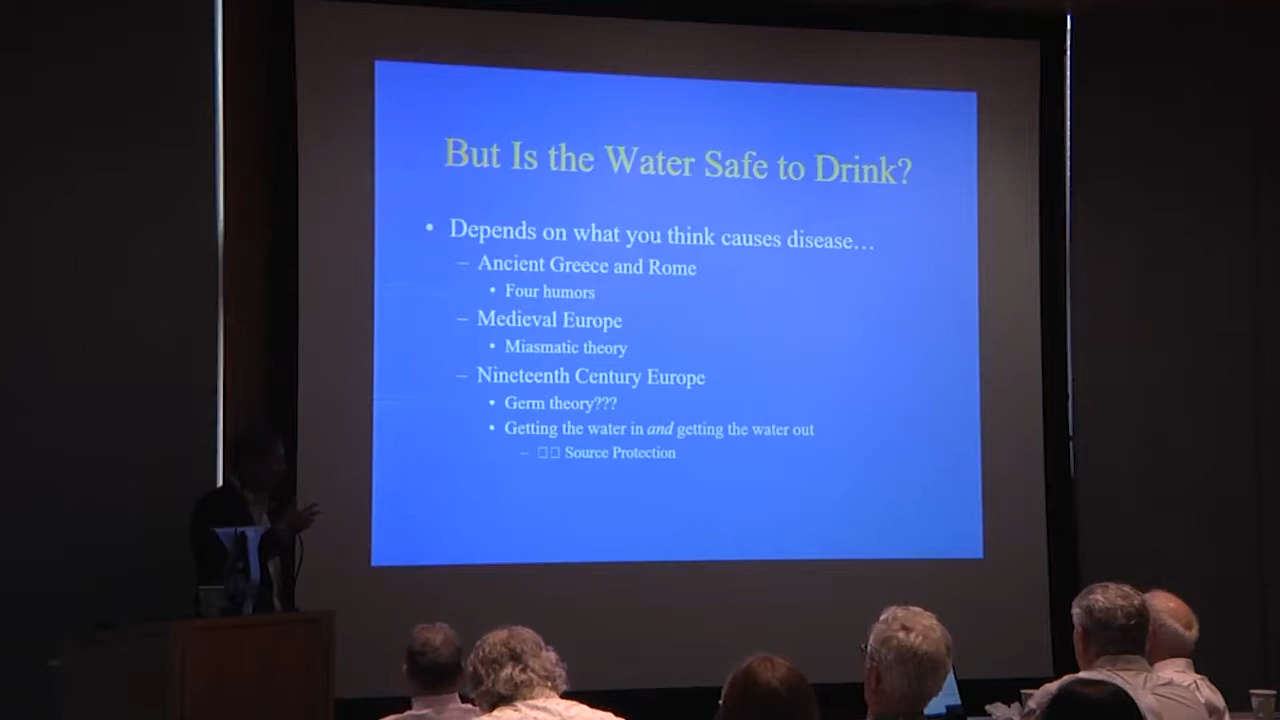 But Is the Water Safe to Drink?
• Depends on what you think causes disease…
– Ancient Greece and Rome
• Four humors
– Medieval Europe
• Miasmatic theory
– Nineteenth Century Europe
• Germ theory???
• Getting the water in and getting the water out
– □□ Source Protection